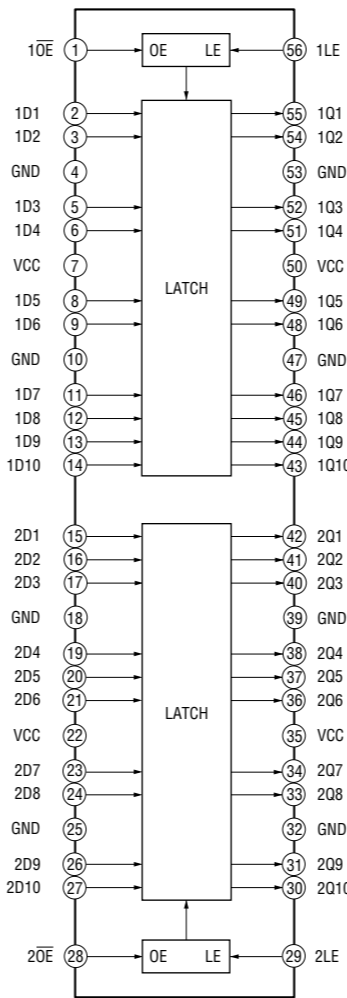 1O̅E̅ 1 OE LE 56 1LE
1D1 2 55 1Q1
1D2 3 54 1Q2
GND 4 53 GND
1D3 5 52 1Q3
1D4 6 51 1Q4
VCC 7 50 VCC
LATCH
1D5 8 49 1Q5
1D6 9 48 1Q6
GND 10 47 GND
1D7 11 46 1Q7
1D8 12 45 1Q8
1D9 13 44 1Q9
1D10 14 43 1Q10
2D1 15 42 2Q1
2D2 16 41 2Q2
2D3 17 40 2Q3
GND 18 39 GND
2D4 19 38 2Q4
2D5 20 37 2Q5
2D6 21 36 2Q6
LATCH
VCC 22 35 VCC
2D7 23 34 2Q7
2D8 24 33 2Q8
GND 25 32 GND
2D9 26 31 2Q9
2D10 27 30 2Q10
2O̅E̅ 28 OE LE 29 2LE